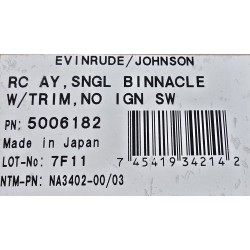 EVINRUDE/JOHNSON
RC AY,SNGL BINNACLE
W/TRIM,NO IGN SW
PN: 5006182
Made in Japan
LOT-No: 7F11
7 45419 34214 2
NTM-PN: NA3402-00/03